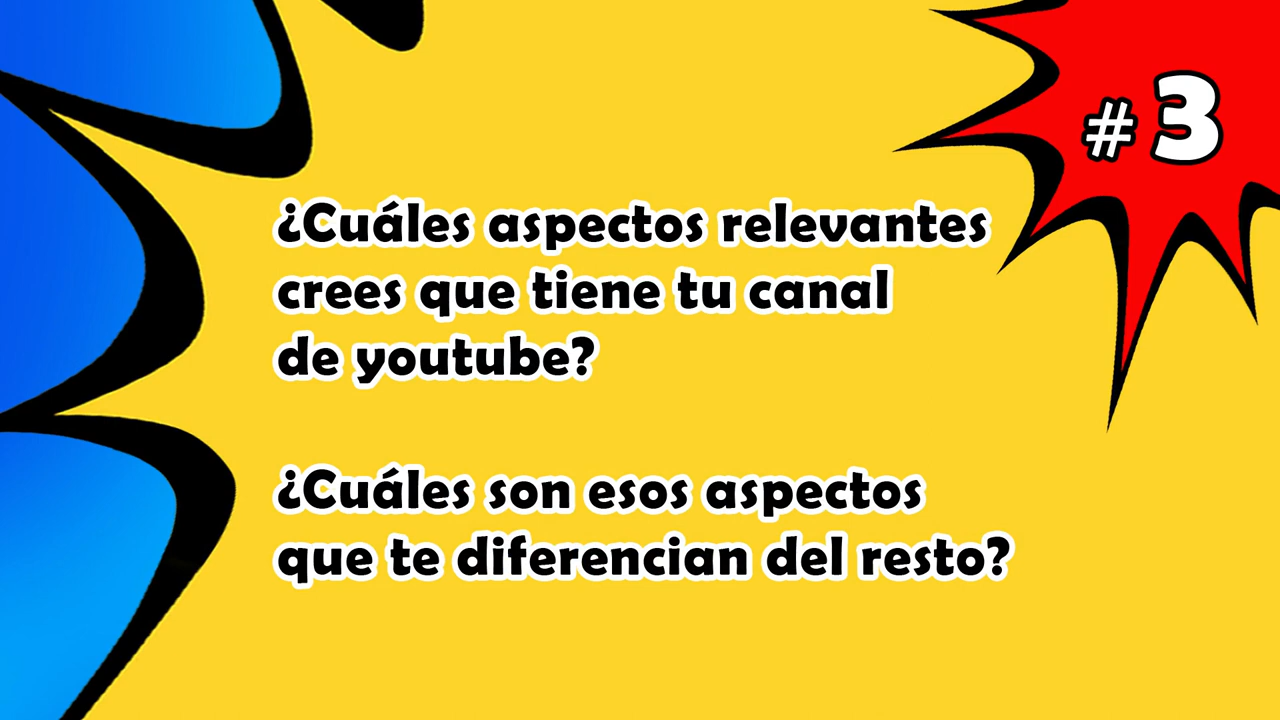 # 3
¿Cuáles aspectos relevantes
crees que tiene tu canal
de youtube?
¿Cuáles son esos aspectos
que te diferencian del resto?